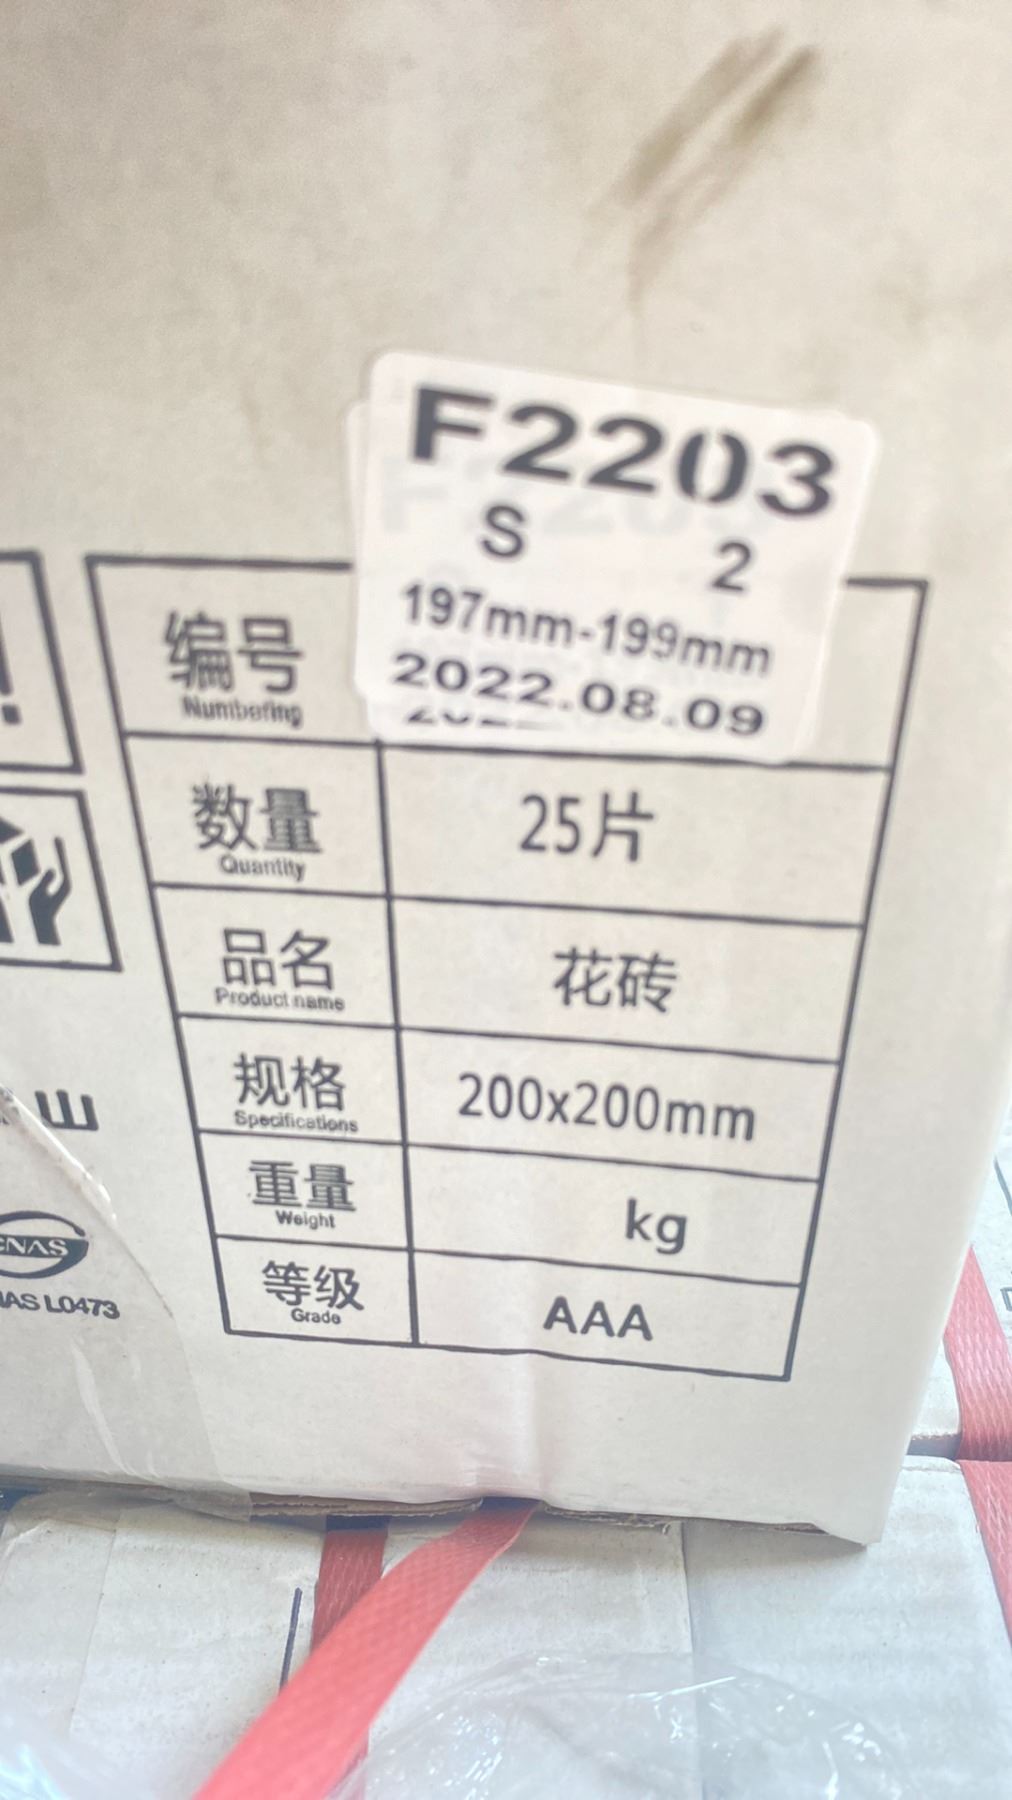 F2203
S 2
197mm-199mm
2022.08.09
编号
Numbering
数量
Quantity
25片
品名
Product name
花砖
规格
Specifications
200x200mm
重量
Weight
kg
等级
Grade
AAA
CNAS
L0473